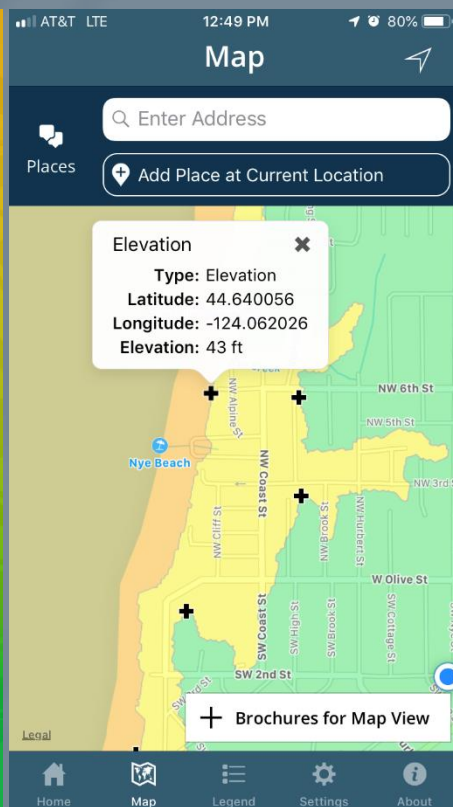 AT&T LTE 12:49 PM 80%
Map
Enter Address
Places
Add Place at Current Location
Elevation
Type: Elevation
Latitude: 44.640056
Longitude: -124.062026
Elevation: 43 ft
NW Alpine St
NW 6th St
NW 5th St
Nye Beach
NW Coast St
NW 3rd
NW Cliff St
NW Brook St
NW Hurbert St
W Olive St
SW Coast St
SW High St
SW Brook St
SW Cottage St
SW 2nd St
Brochures for Map View
Legal
Home Map Legend Settings About